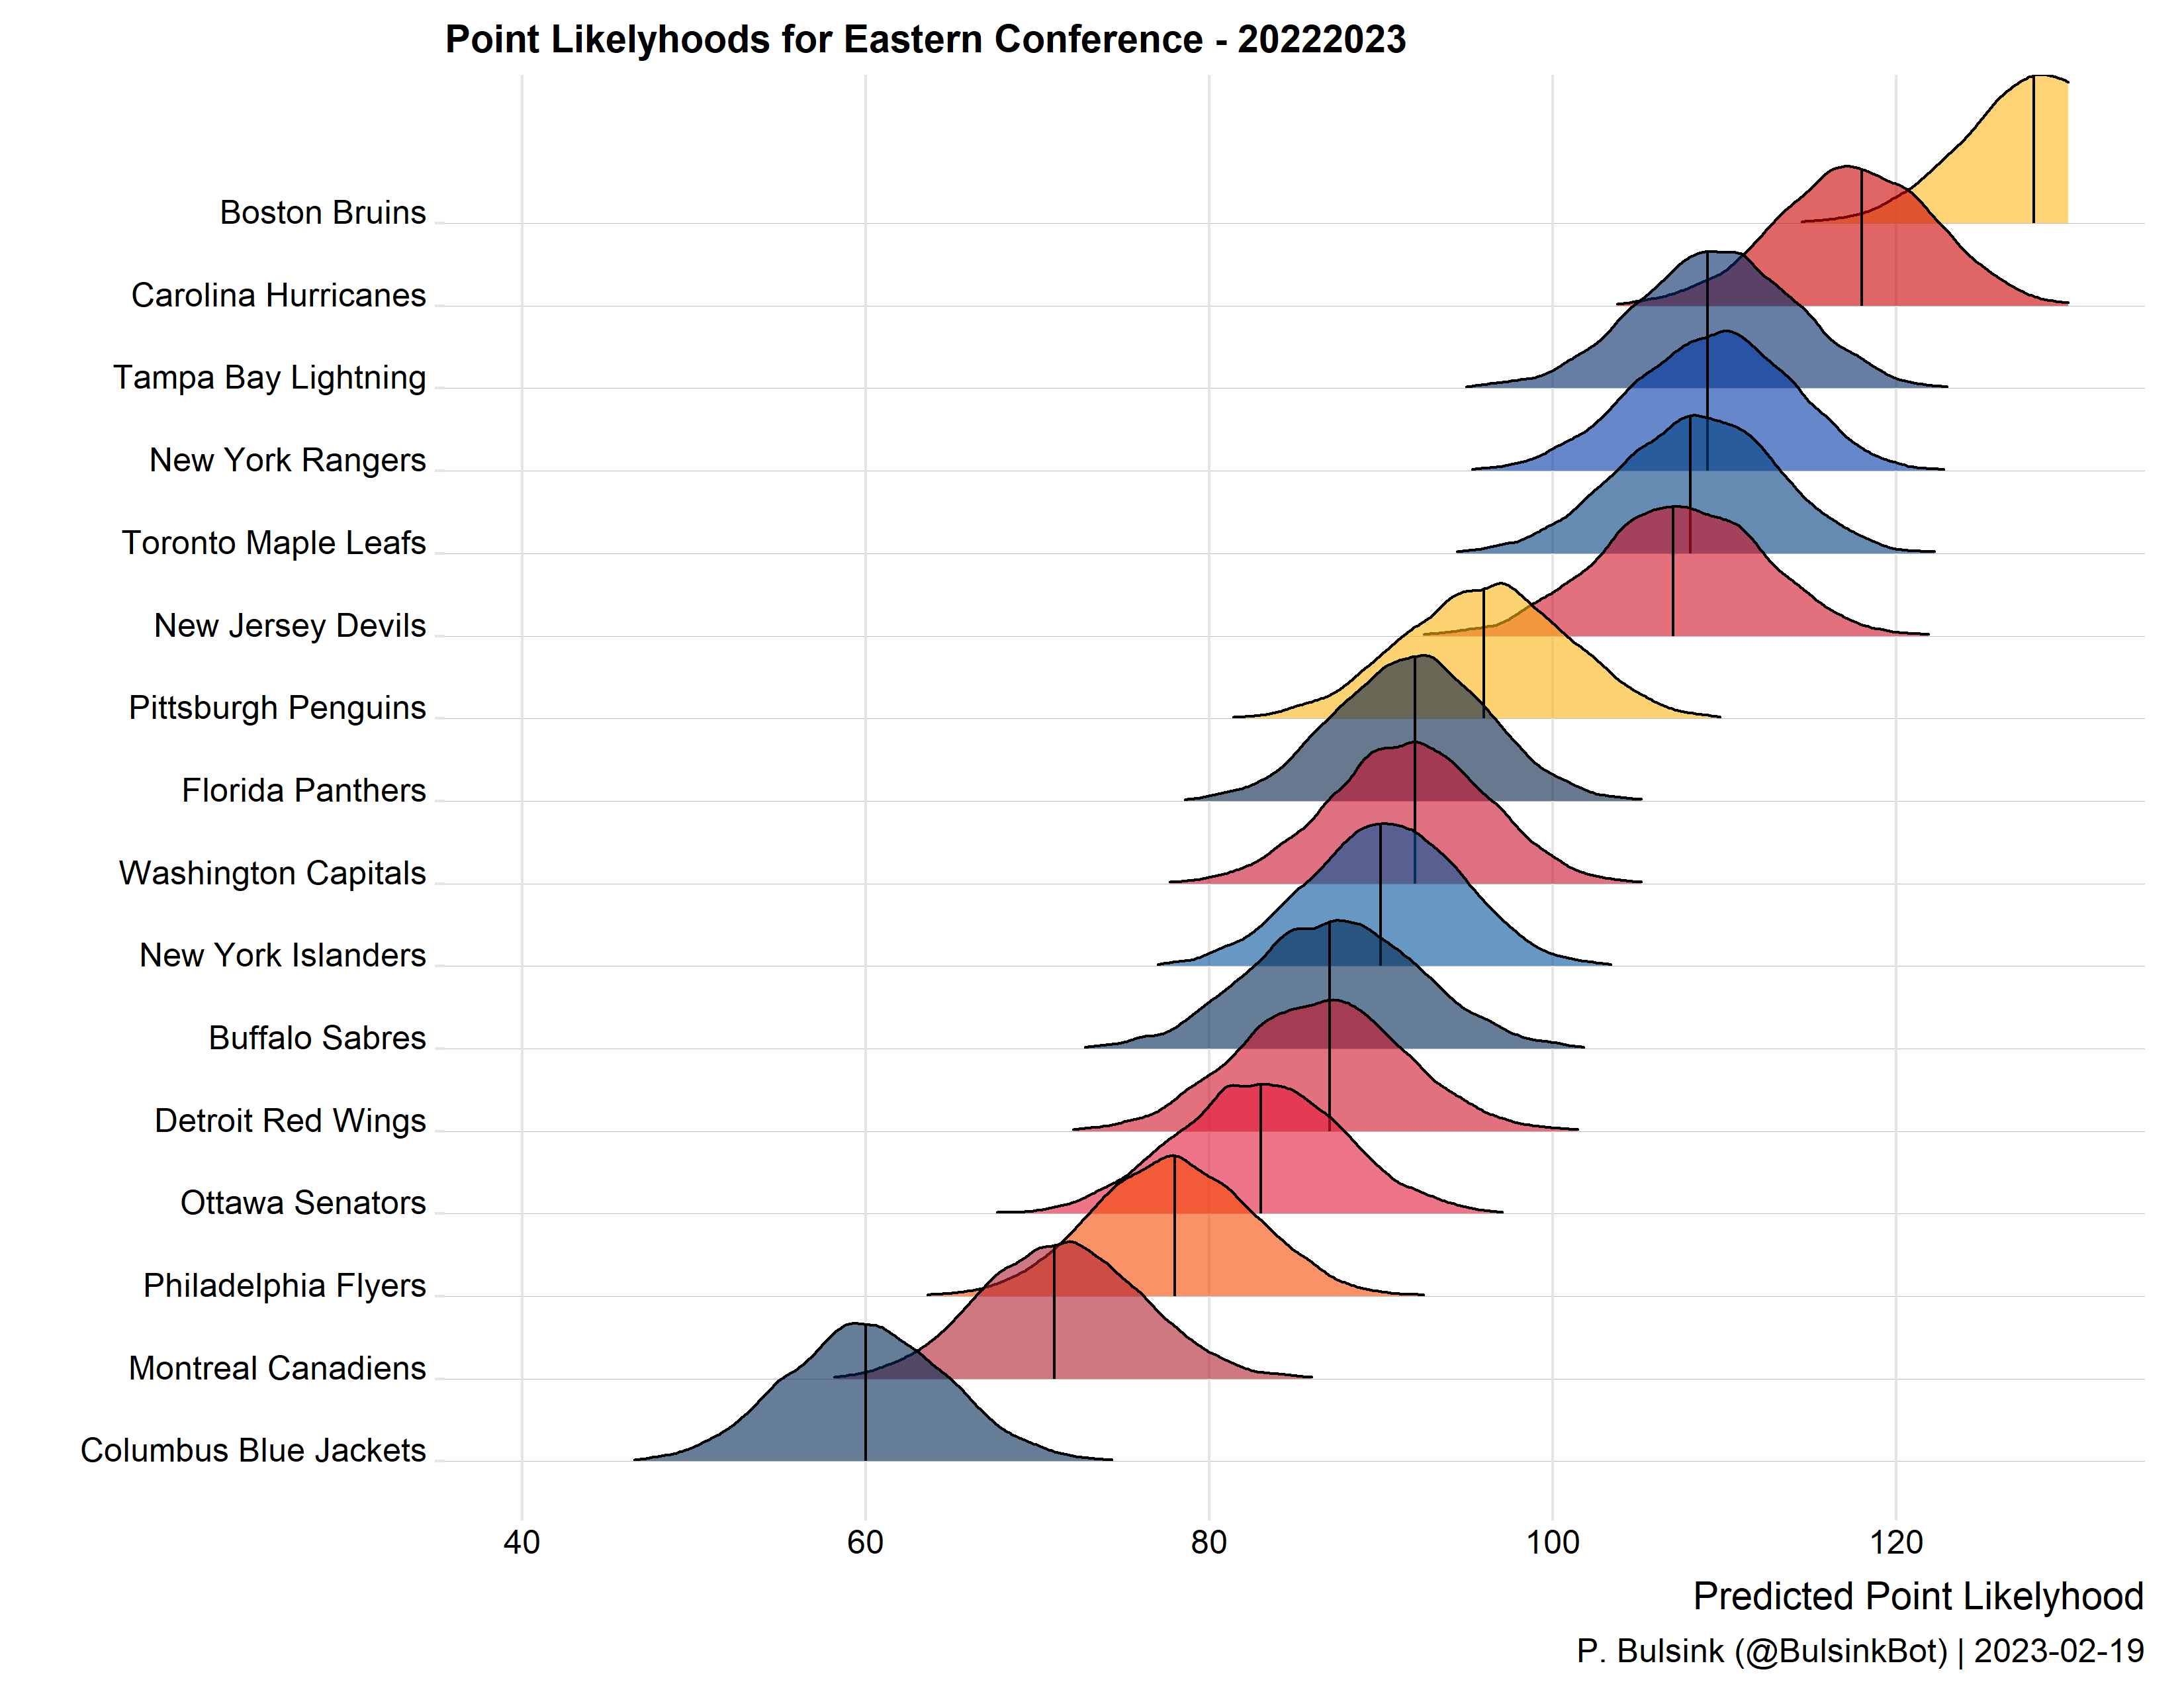 Point Likelyhoods for Eastern Conference - 20222023
Boston Bruins
Carolina Hurricanes
Tampa Bay Lightning
New York Rangers
Toronto Maple Leafs
New Jersey Devils
Pittsburgh Penguins
Florida Panthers
Washington Capitals
New York Islanders
Buffalo Sabres
Detroit Red Wings
Ottawa Senators
Philadelphia Flyers
Montreal Canadiens
Columbus Blue Jackets
40 60 80 100 120
Predicted Point Likelyhood
P. Bulsink (@BulsinkBot) | 2023-02-19